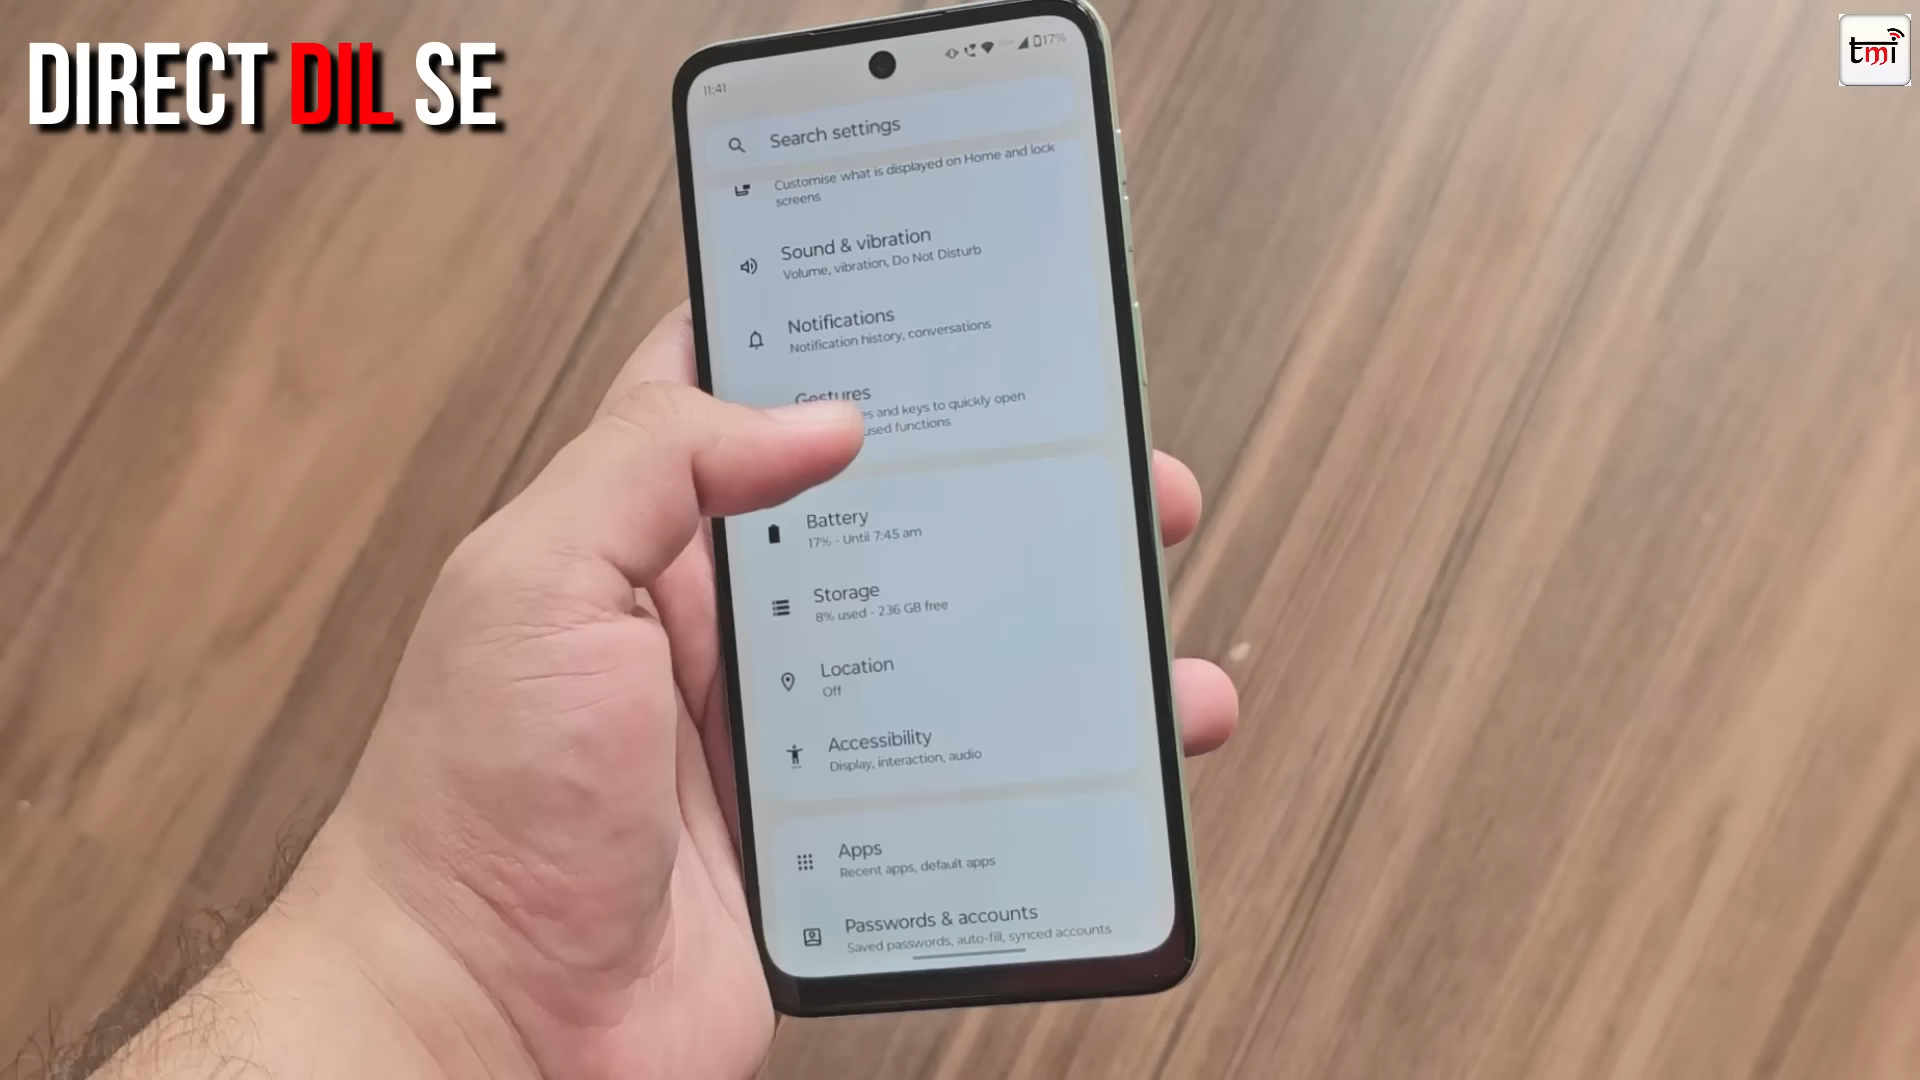 DIRECT DIL SE
tmi
11:41
17%
Search settings
Customise what is displayed on Home and lock
screens
Sound & vibration
Volume, vibration, Do Not Disturb
Notifications
Notification history, conversations
Gestures
es and keys to quickly open
used functions
Battery
17% - Until 7:45 am
Storage
8% used - 236 GB free
Location
Off
Accessibility
Display, interaction, audio
Apps
Recent apps, default apps
Passwords & accounts
Saved passwords, auto-fill, synced accounts